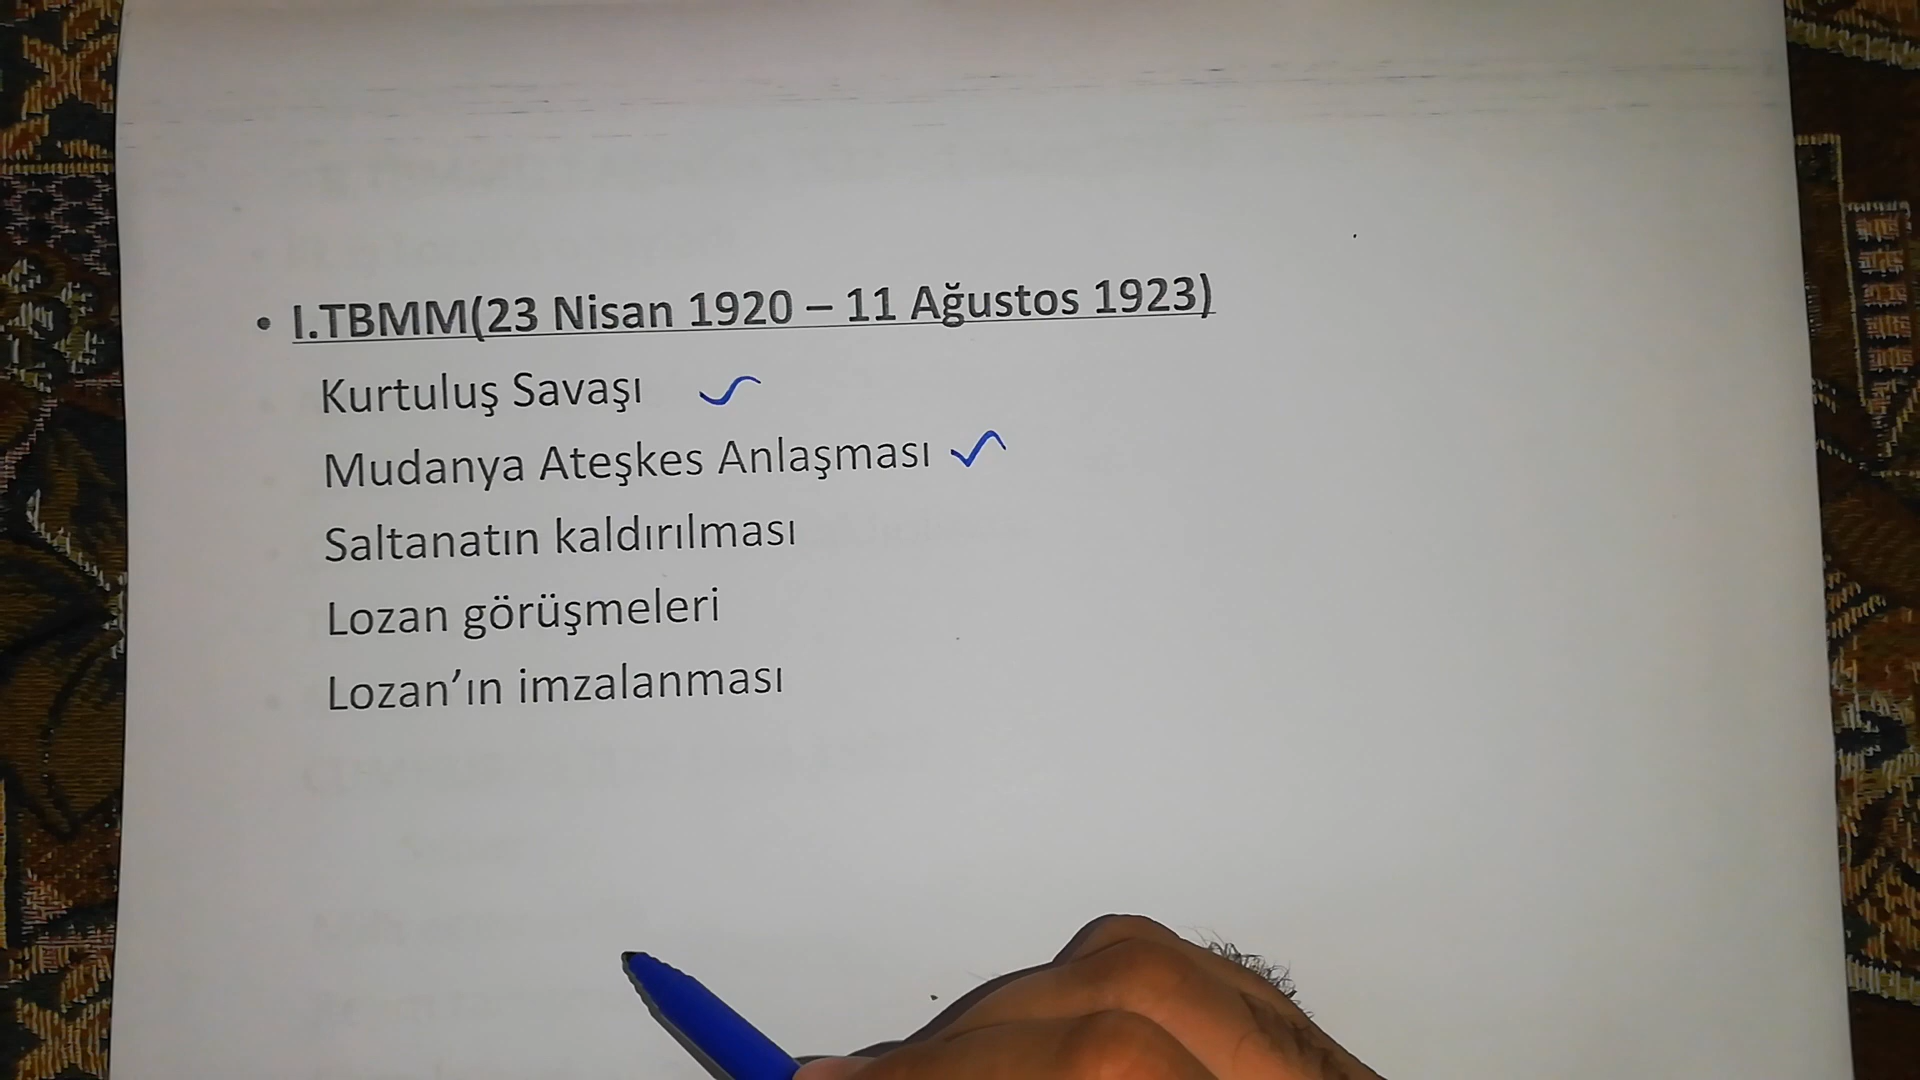 • I.TBMM(23 Nisan 1920 – 11 Ağustos 1923)
Kurtuluş Savaşı
Mudanya Ateşkes Anlaşması
Saltanatın kaldırılması
Lozan görüşmeleri
Lozan’ın imzalanması